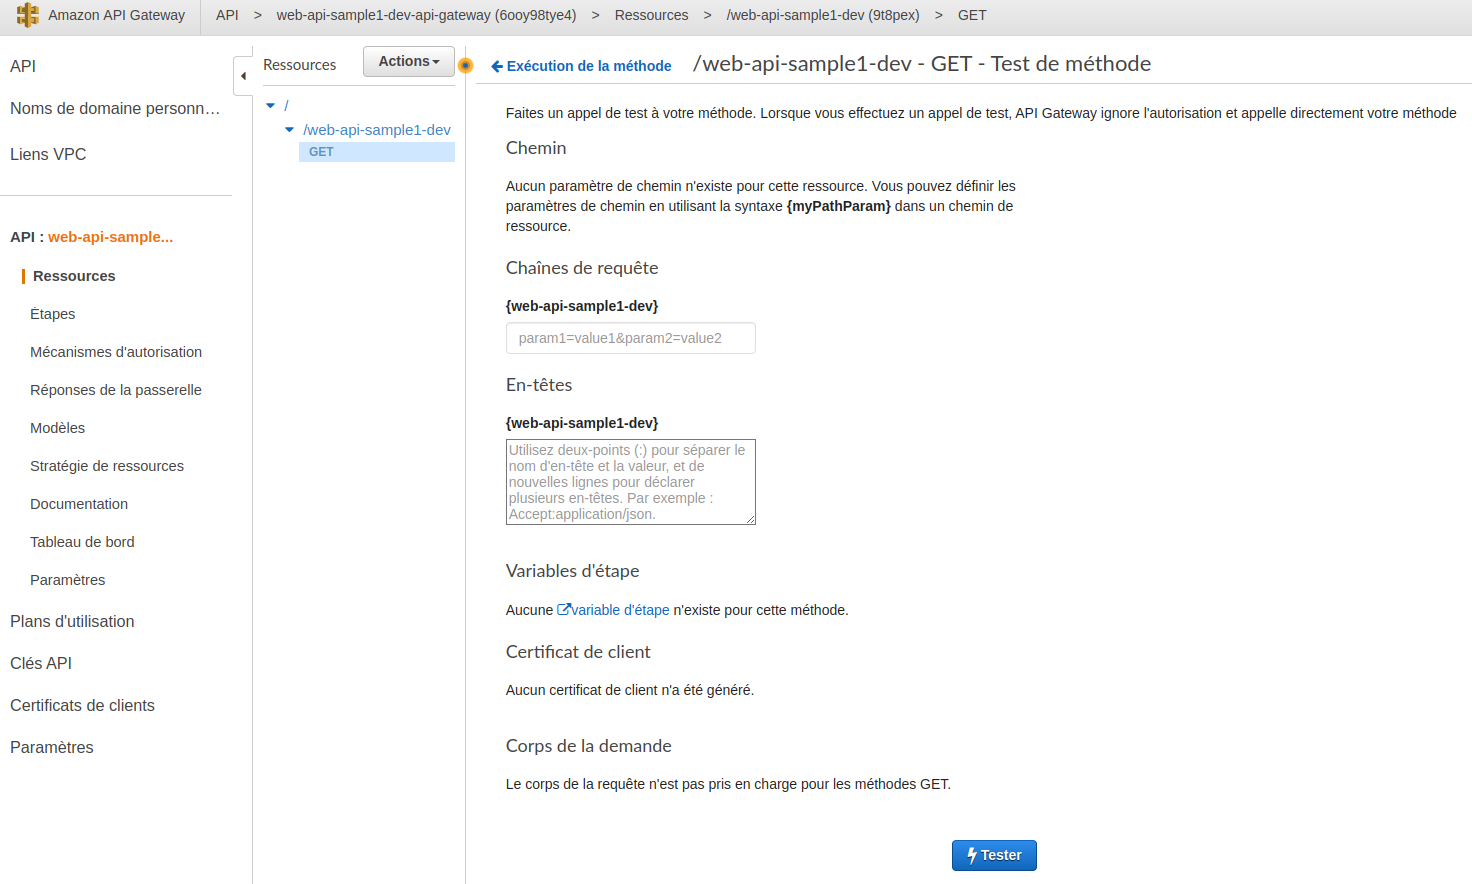 Amazon API Gateway
API > web-api-sample1-dev-api-gateway (6ooy98tye4) > Ressources > /web-api-sample1-dev (9t8pex) > GET
API
Noms de domaine personn…
Liens VPC
API : web-api-sample...
Ressources
Étapes
Mécanismes d'autorisation
Réponses de la passerelle
Modèles
Stratégie de ressources
Documentation
Tableau de bord
Paramètres
Plans d'utilisation
Clés API
Certificats de clients
Paramètres
Ressources
Actions
/
/web-api-sample1-dev
GET
Exécution de la méthode
/web-api-sample1-dev - GET - Test de méthode
Faites un appel de test à votre méthode. Lorsque vous effectuez un appel de test, API Gateway ignore l'autorisation et appelle directement votre méthode
Chemin
Aucun paramètre de chemin n'existe pour cette ressource. Vous pouvez définir les
paramètres de chemin en utilisant la syntaxe {myPathParam} dans un chemin de
ressource.
Chaînes de requête
{web-api-sample1-dev}
param1=value1&param2=value2
En-têtes
{web-api-sample1-dev}
Utilisez deux-points (:) pour séparer le
nom d'en-tête et la valeur, et de
nouvelles lignes pour déclarer
plusieurs en-têtes. Par exemple :
Accept:application/json.
Variables d'étape
Aucune variable d'étape n'existe pour cette méthode.
Certificat de client
Aucun certificat de client n'a été généré.
Corps de la demande
Le corps de la requête n'est pas pris en charge pour les méthodes GET.
Tester